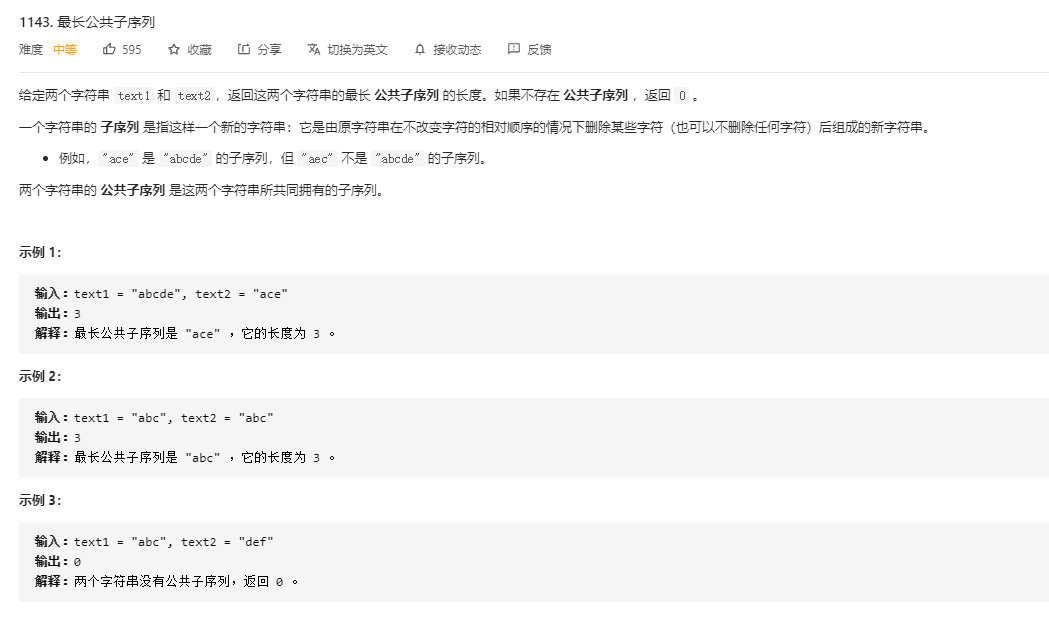 1143. 最长公共子序列
难度 中等 595 收藏 分享 切换为英文 接收动态 反馈
给定两个字符串 text1 和 text2，返回这两个字符串的最长 公共子序列 的长度。如果不存在 公共子序列 ，返回 0 。
一个字符串的 子序列 是指这样一个新的字符串：它是由原字符串在不改变字符的相对顺序的情况下删除某些字符（也可以不删除任何字符）后组成的新字符串。
• 例如，"ace" 是 "abcde" 的子序列，但 "aec" 不是 "abcde" 的子序列。
两个字符串的 公共子序列 是这两个字符串所共同拥有的子序列。
示例 1：
输入：text1 = "abcde", text2 = "ace"
输出：3
解释：最长公共子序列是 "ace" ，它的长度为 3 。
示例 2：
输入：text1 = "abc", text2 = "abc"
输出：3
解释：最长公共子序列是 "abc" ，它的长度为 3 。
示例 3：
输入：text1 = "abc", text2 = "def"
输出：0
解释：两个字符串没有公共子序列，返回 0 。